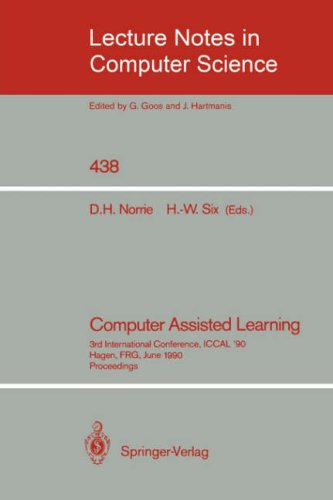 Lecture Notes in
Computer Science
Edited by G. Goos and J. Hartmanis
438
D.H. Norrie H.-W. Six (Eds.)
Computer Assisted Learning
3rd International Conference, ICCAL '90
Hagen, FRG, June 1990
Proceedings
Springer-Verlag